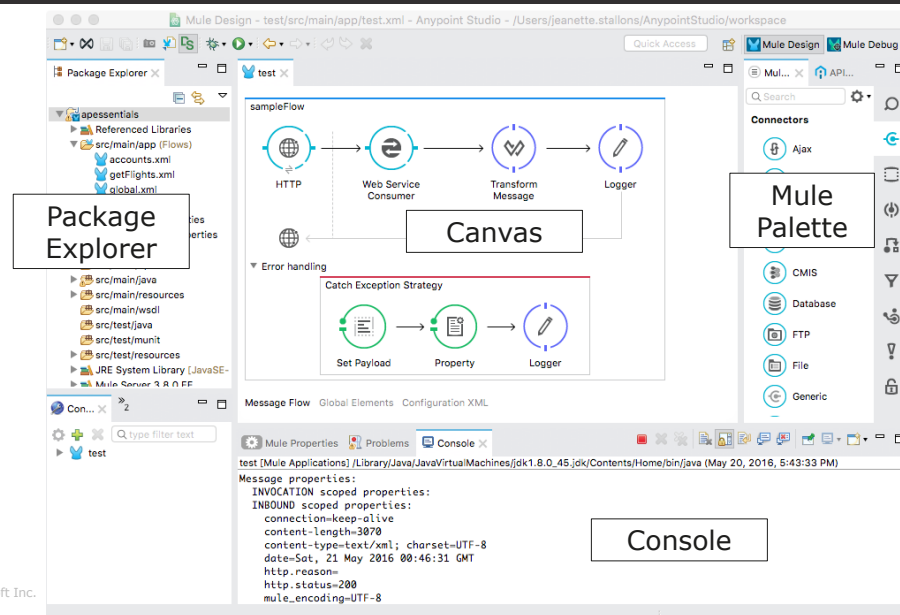 Mule Design - test/src/main/app/test.xml - Anypoint Studio - /Users/jeanette.stallons/AnypointStudio/workspace
Quick Access
Mule Design
Mule Debug
Package Explorer
apessentials
Referenced Libraries
src/main/app (Flows)
accounts.xml
getFlights.xml
global.xml
ties
perties
Package
Explorer
src/main/java
src/main/resources
src/main/wsdl
src/test/java
src/test/munit
src/test/resources
JRE System Library [JavaSE-
Mule Server 3.8.0 EE
test
sampleFlow
HTTP
Web Service
Consumer
Transform
Message
Logger
Canvas
Error handling
Catch Exception Strategy
Set Payload
Property
Logger
Message Flow
Global Elements
Configuration XML
Mul...
API...
Search
Connectors
Ajax
Mule
Palette
CMIS
Database
FTP
File
Generic
Con...
2
type filter text
test
Mule Properties
Problems
Console
test [Mule Applications] /Library/Java/JavaVirtualMachines/jdk1.8.0_45.jdk/Contents/Home/bin/java (May 20, 2016, 5:43:33 PM)
Message properties:
INVOCATION scoped properties:
INBOUND scoped properties:
connection=keep-alive
content-length=3070
content-type=text/xml; charset=UTF-8
date=Sat, 21 May 2016 00:46:31 GMT
http.reason=
http.status=200
mule_encoding=UTF-8
Console
ft Inc.